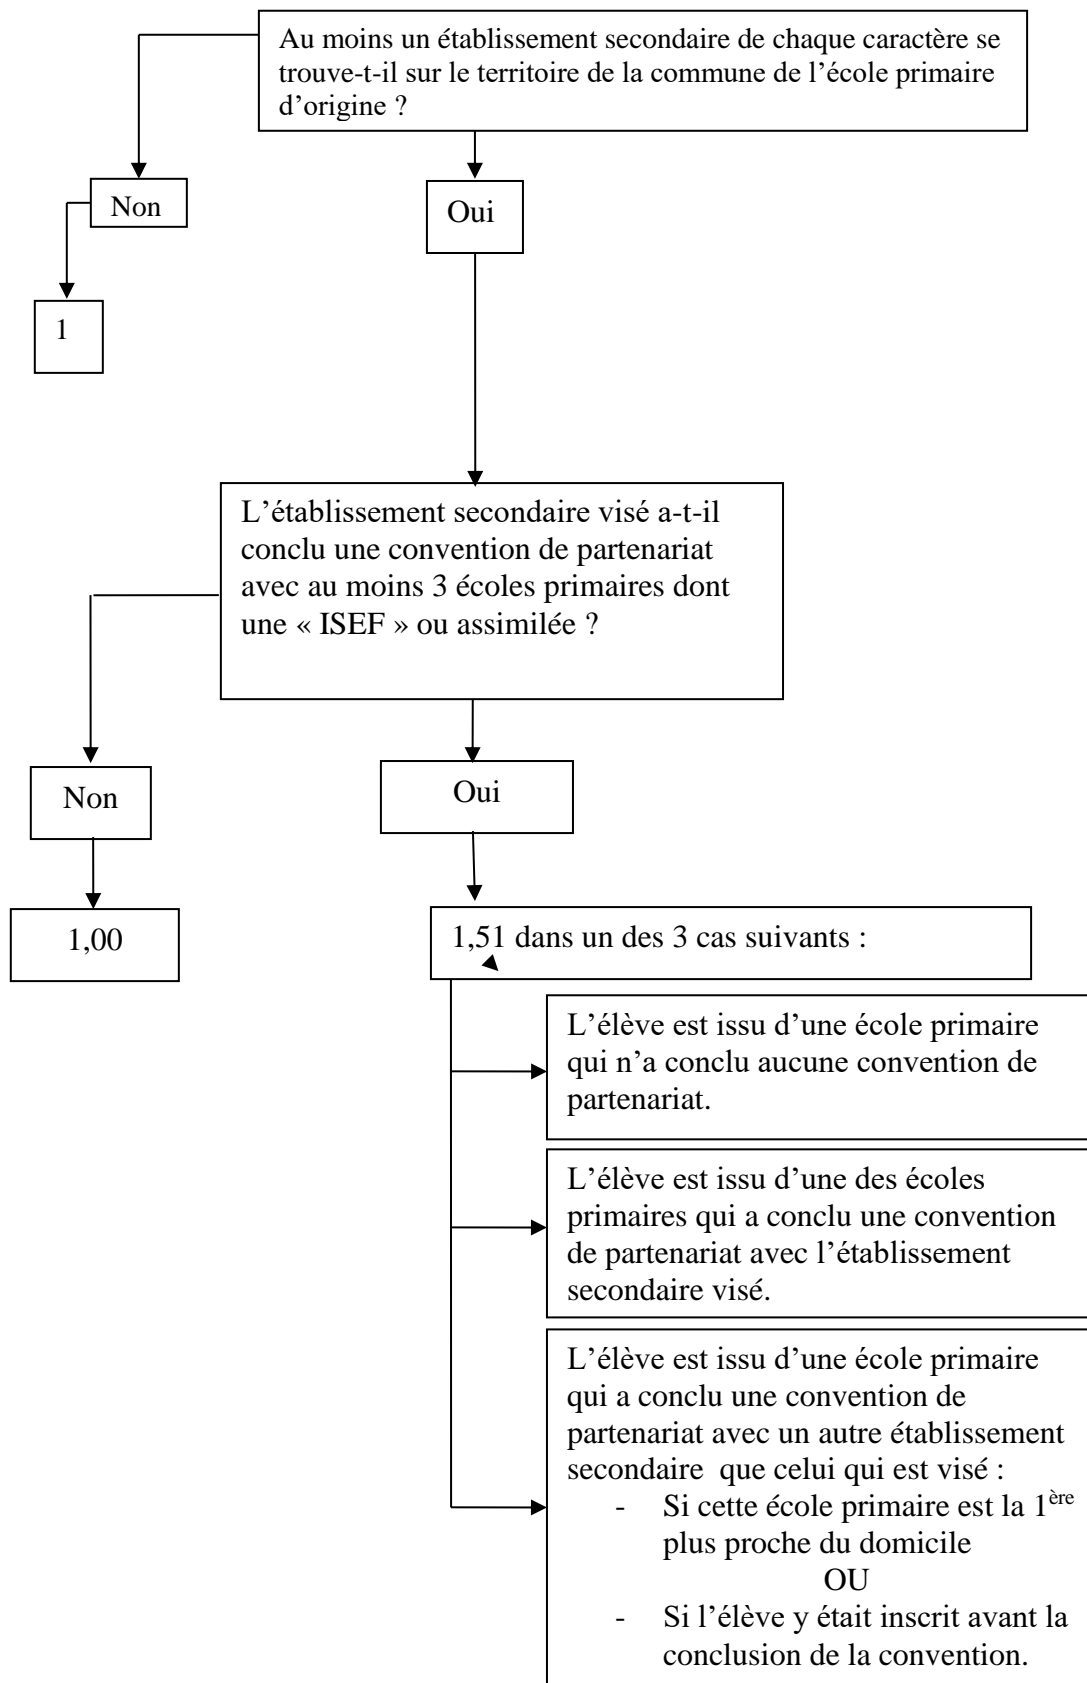 Au moins un établissement secondaire de chaque caractère se
trouve-t-il sur le territoire de la commune de l’école primaire
d’origine ?
Non
Oui
1
L’établissement secondaire visé a-t-il
conclu une convention de partenariat
avec au moins 3 écoles primaires dont
une « ISEF » ou assimilée ?
Non
Oui
1,00
1,51 dans un des 3 cas suivants :
L’élève est issu d’une école primaire
qui n’a conclu aucune convention de
partenariat.
L’élève est issu d’une des écoles
primaires qui a conclu une convention
de partenariat avec l’établissement
secondaire visé.
L’élève est issu d’une école primaire
qui a conclu une convention de
partenariat avec un autre établissement
secondaire que celui qui est visé :
- Si cette école primaire est la 1ère
plus proche du domicile
OU
- Si l’élève y était inscrit avant la
conclusion de la convention.